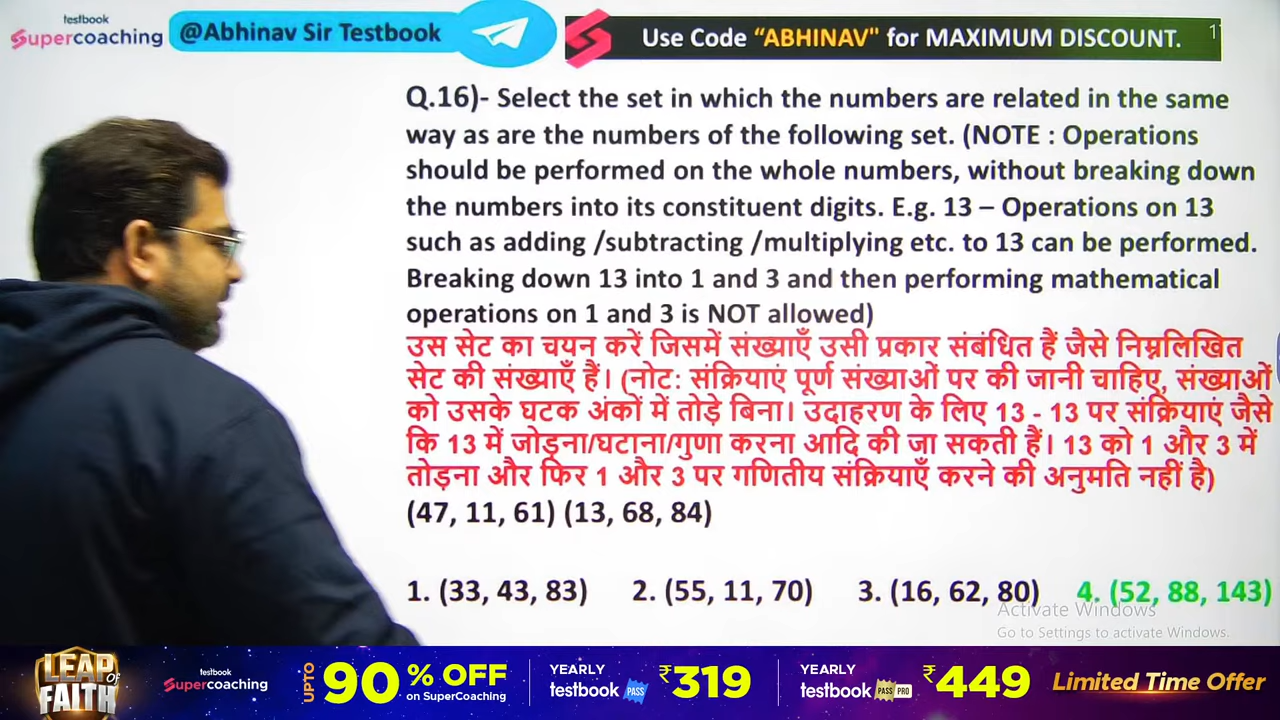 testbook
Supercoaching
@Abhinav Sir Testbook
Use Code “ABHINAV" for MAXIMUM DISCOUNT.
Q.16)- Select the set in which the numbers are related in the same
way as are the numbers of the following set. (NOTE : Operations
should be performed on the whole numbers, without breaking down
the numbers into its constituent digits. E.g. 13 – Operations on 13
such as adding /subtracting /multiplying etc. to 13 can be performed.
Breaking down 13 into 1 and 3 and then performing mathematical
operations on 1 and 3 is NOT allowed)
उस सेट का चयन करें जिसमें संख्याएँ उसी प्रकार संबंधित हैं जैसे निम्नलिखित
सेट की संख्याएँ हैं। (नोट: संक्रियाएं पूर्ण संख्याओं पर की जानी चाहिए, संख्याओं
को उसके घटक अंकों में तोड़े बिना। उदाहरण के लिए 13 - 13 पर संक्रियाएं जैसे
कि 13 में जोड़ना/घटाना/गुणा करना आदि की जा सकती हैं। 13 को 1 और 3 में
तोड़ना और फिर 1 और 3 पर गणितीय संक्रियाएँ करने की अनुमति नहीं है)
(47, 11, 61) (13, 68, 84)
1. (33, 43, 83) 2. (55, 11, 70) 3. (16, 62, 80) 4. (52, 88, 143)
Activate Windows
Go to Settings to activate Windows.
LEAP OF FAITH
testbook
Supercoaching
UPTO 90 % OFF
on SuperCoaching
YEARLY
testbook PASS
₹319
YEARLY
testbook PASS PRO
₹449
Limited Time Offer